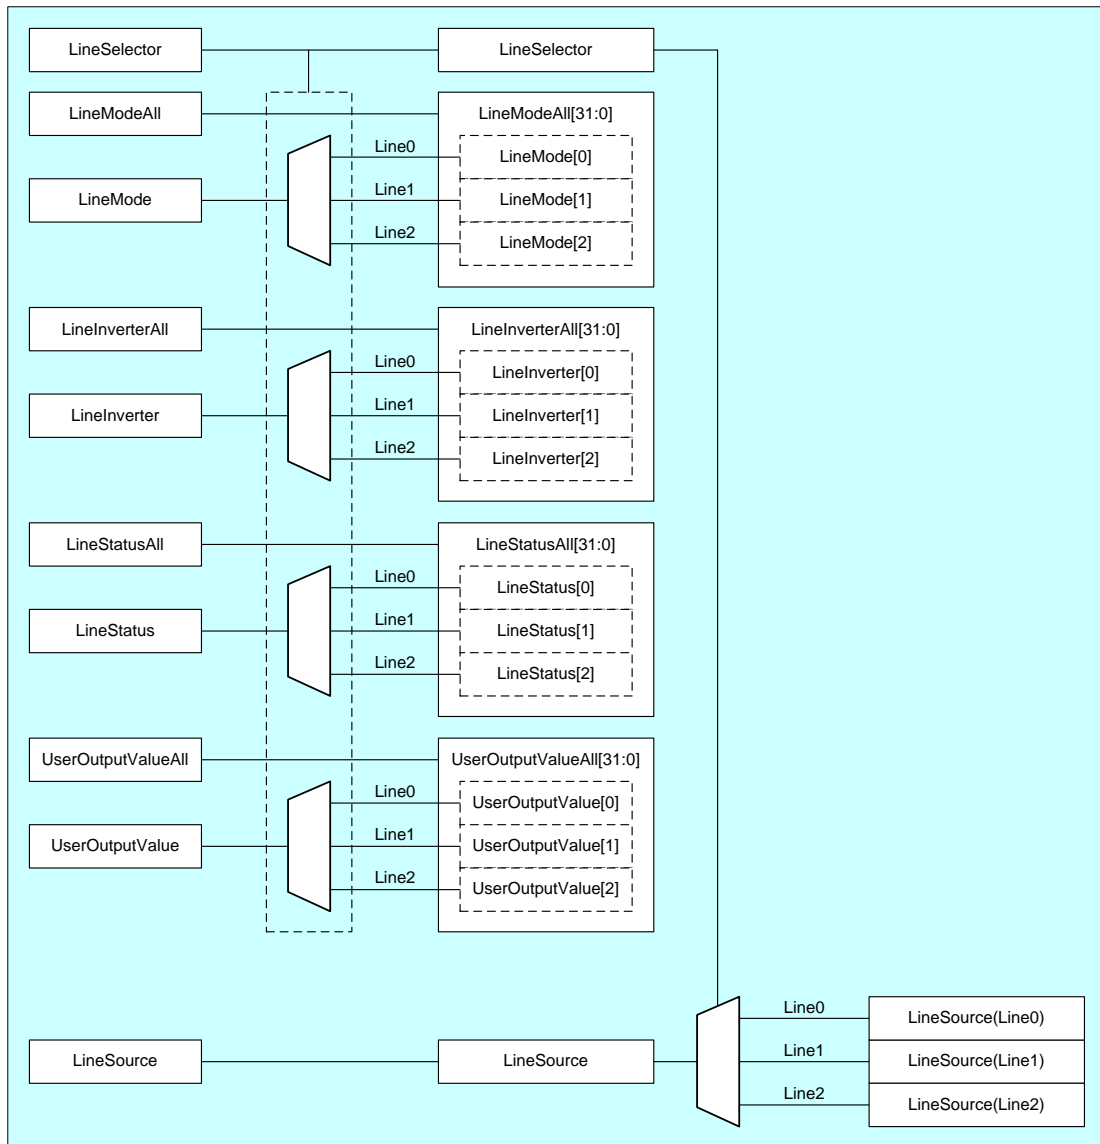 LineSelector
LineSelector
LineModeAll
LineModeAll[31:0]
Line0
LineMode[0]
LineMode
Line1
LineMode[1]
Line2
LineMode[2]
LineInverterAll
LineInverterAll[31:0]
Line0
LineInverter[0]
LineInverter
Line1
LineInverter[1]
Line2
LineInverter[2]
LineStatusAll
LineStatusAll[31:0]
Line0
LineStatus[0]
LineStatus
Line1
LineStatus[1]
Line2
LineStatus[2]
UserOutputValueAll
UserOutputValueAll[31:0]
Line0
UserOutputValue[0]
UserOutputValue
Line1
UserOutputValue[1]
Line2
UserOutputValue[2]
Line0
LineSource(Line0)
LineSource
LineSource
Line1
LineSource(Line1)
Line2
LineSource(Line2)